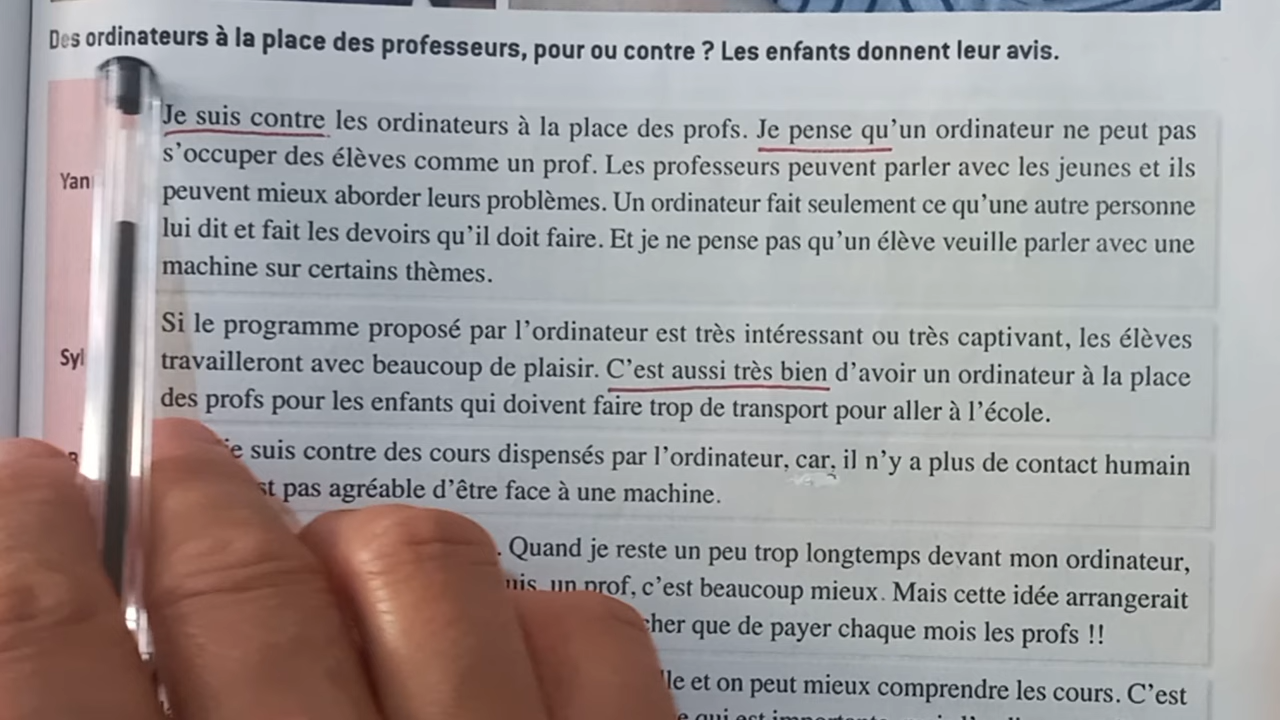 Des ordinateurs à la place des professeurs, pour ou contre ? Les enfants donnent leur avis.
Je suis contre les ordinateurs à la place des profs. Je pense qu'un ordinateur ne peut pas
s'occuper des élèves comme un prof. Les professeurs peuvent parler avec les jeunes et ils
Yan
peuvent mieux aborder leurs problèmes. Un ordinateur fait seulement ce qu'une autre personne
lui dit et fait les devoirs qu'il doit faire. Et je ne pense pas qu'un élève veuille parler avec une
machine sur certains thèmes.
Si le programme proposé par l'ordinateur est très intéressant ou très captivant, les élèves
Syl
travailleront avec beaucoup de plaisir. C'est aussi très bien d'avoir un ordinateur à la place
des profs pour les enfants qui doivent faire trop de transport pour aller à l'école.
je suis contre des cours dispensés par l'ordinateur, car, il n'y a plus de contact humain
st pas agréable d'être face à une machine.
. Quand je reste un peu trop longtemps devant mon ordinateur,
uis, un prof, c'est beaucoup mieux. Mais cette idée arrangerait
cher que de payer chaque mois les profs !!
le et on peut mieux comprendre les cours. C'est